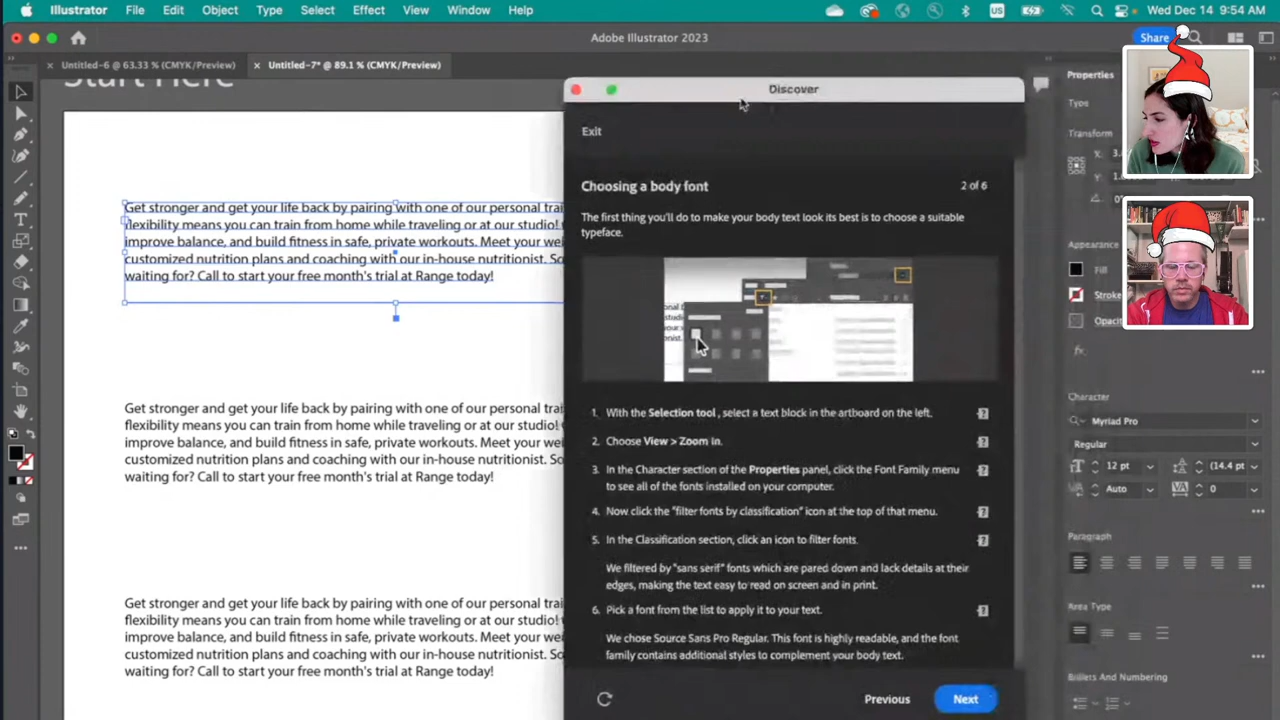 Illustrator File Edit Object Type Select Effect View Window Help
US
Wed Dec 14 9:54 AM
Adobe Illustrator 2023
Share
Untitled-6 @ 63.33 % (CMYK/Preview)
Untitled-7* @ 89.1 % (CMYK/Preview)
Start Here
Get stronger and get your life back by pairing with one of our personal trai
flexibility means you can train from home while traveling or at our studio!
improve balance, and build fitness in safe, private workouts. Meet your wei
customized nutrition plans and coaching with our in-house nutritionist. So
waiting for? Call to start your free month's trial at Range today!
Get stronger and get your life back by pairing with one of our personal trai
flexibility means you can train from home while traveling or at our studio!
improve balance, and build fitness in safe, private workouts. Meet your wei
customized nutrition plans and coaching with our in-house nutritionist. So
waiting for? Call to start your free month's trial at Range today!
Get stronger and get your life back by pairing with one of our personal trai
flexibility means you can train from home while traveling or at our studio!
improve balance, and build fitness in safe, private workouts. Meet your wei
customized nutrition plans and coaching with our in-house nutritionist. So
waiting for? Call to start your free month's trial at Range today!
Discover
Exit
Choosing a body font
2 of 6
The first thing you'll do to make your body text look its best is to choose a suitable
typeface.
1. With the Selection tool , select a text block in the artboard on the left.
2. Choose View > Zoom in.
3. In the Character section of the Properties panel, click the Font Family menu
to see all of the fonts installed on your computer.
4. Now click the "filter fonts by classification" icon at the top of that menu.
5. In the Classification section, click an icon to filter fonts.
We filtered by "sans serif" fonts which are pared down and lack details at their
edges, making the text easy to read on screen and in print.
6. Pick a font from the list to apply it to your text.
We chose Source Sans Pro Regular. This font is highly readable, and the font
family contains additional styles to complement your body text.
Previous
Next
Properties
Type
Transform
X:
Y:
Appearance
Fill
Stroke
Opaci
fx.
Character
Myriad Pro
Regular
12 pt
(14.4 pt
Auto
0
Paragraph
Area Type
Bullets And Numbering